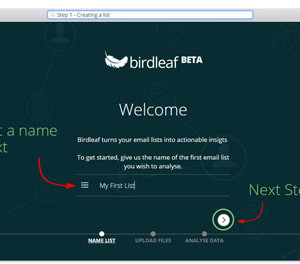 Step 1 - Creating a list
birdleaf BETA
Welcome
Birdleaf turns your email lists into actionable insigts
To get started, give us the name of the first email list
you wish to analyse.
a name
My First List
Next
NAME LIST
UPLOAD FILES
ANALYSE DATA